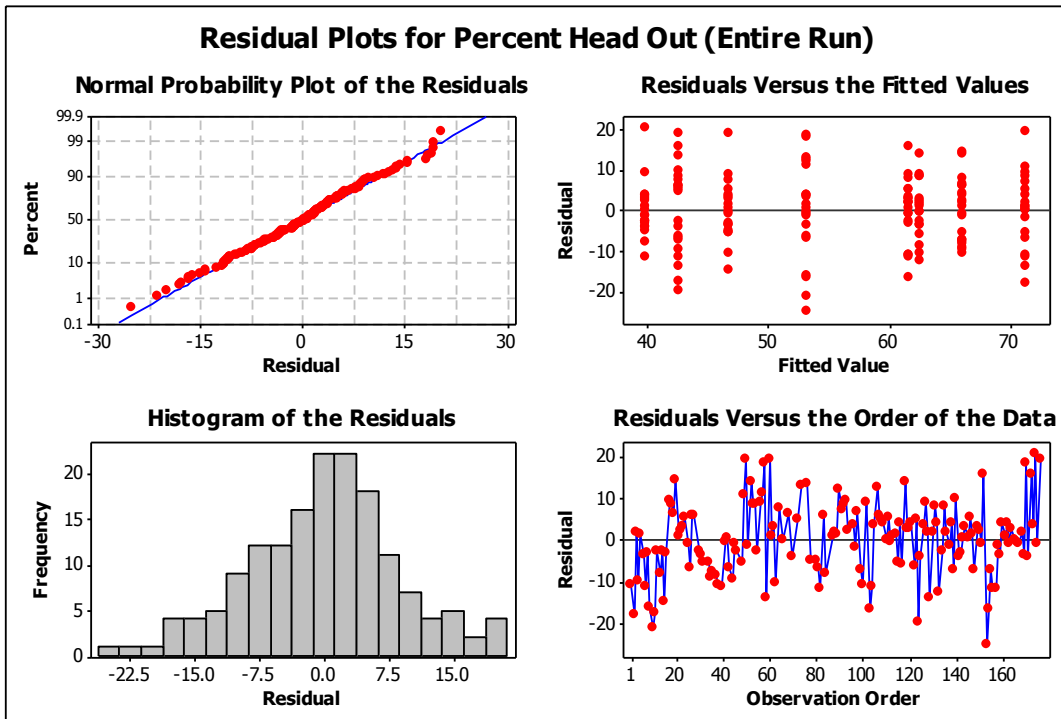 Residual Plots for Percent Head Out (Entire Run)
Normal Probability Plot of the Residuals
99.9
99
90
50
10
1
0.1
Percent
-30 -15 0 15 30
Residual
Residuals Versus the Fitted Values
20
10
0
-10
-20
Residual
40 50 60 70
Fitted Value
Histogram of the Residuals
20
15
10
5
0
Frequency
-22.5 -15.0 -7.5 0.0 7.5 15.0
Residual
Residuals Versus the Order of the Data
20
10
0
-10
-20
Residual
1 20 40 60 80 100 120 140 160
Observation Order